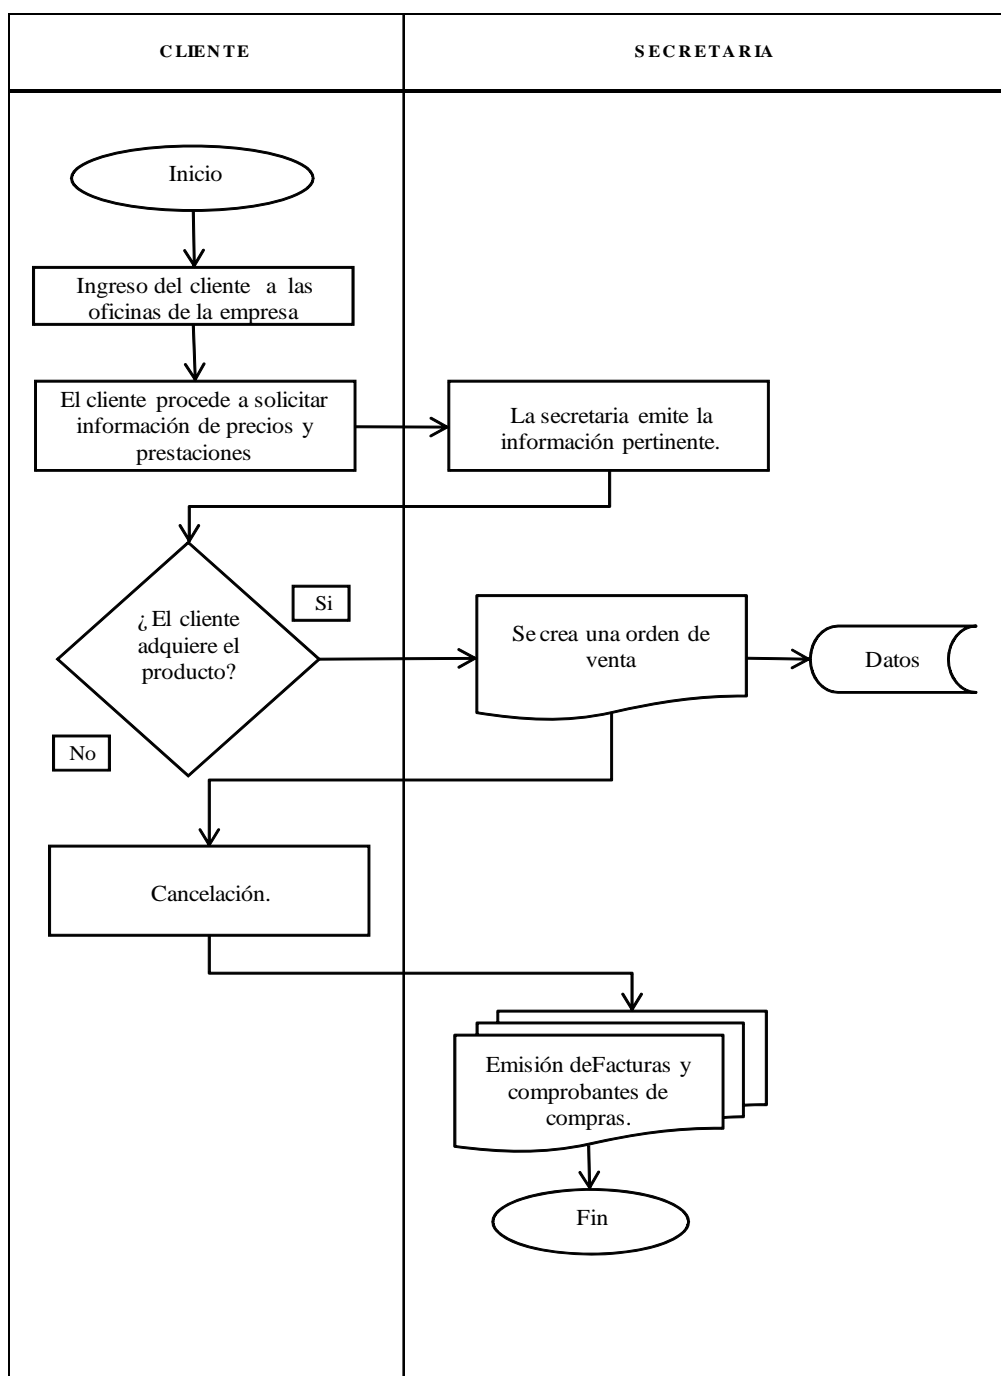 CLIENTE
SECRETARIA
Inicio
Ingreso del cliente a las
oficinas de la empresa
El cliente procede a solicitar
información de precios y
prestaciones
La secretaria emite la
información pertinente.
¿El cliente
adquiere el
producto?
Si
No
Se crea una orden de
venta
Datos
Cancelación.
Emisión deFacturas y
comprobantes de
compras.
Fin